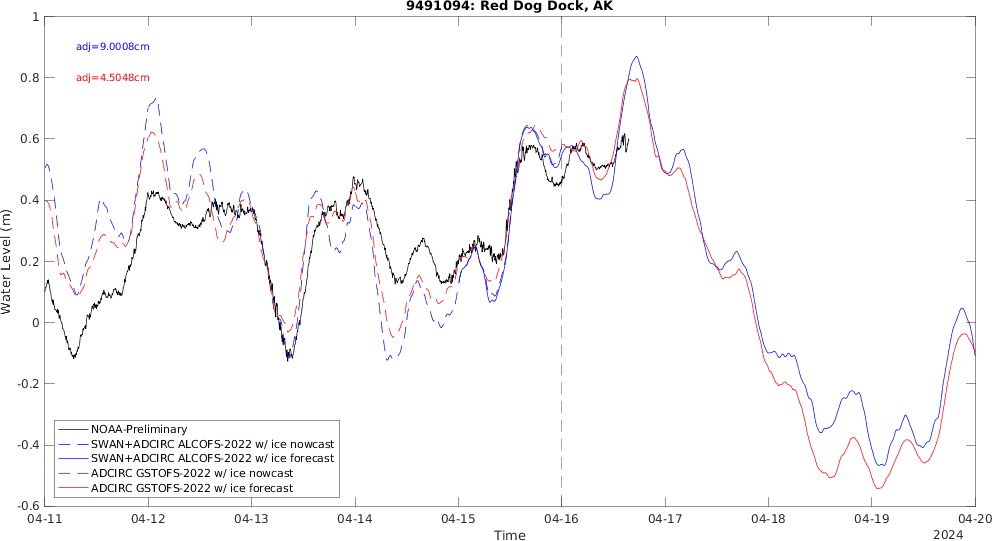 9491094: Red Dog Dock, AK
adj=9.0008cm
adj=4.5048cm
Water Level (m)
1
0.8
0.6
0.4
0.2
0
-0.2
-0.4
-0.6
NOAA-Preliminary
SWAN+ADCIRC ALCOFS-2022 w/ ice nowcast
SWAN+ADCIRC ALCOFS-2022 w/ ice forecast
ADCIRC GSTOFS-2022 w/ ice nowcast
ADCIRC GSTOFS-2022 w/ ice forecast
04-11 04-12 04-13 04-14 04-15 04-16 04-17 04-18 04-19 04-20
Time
2024